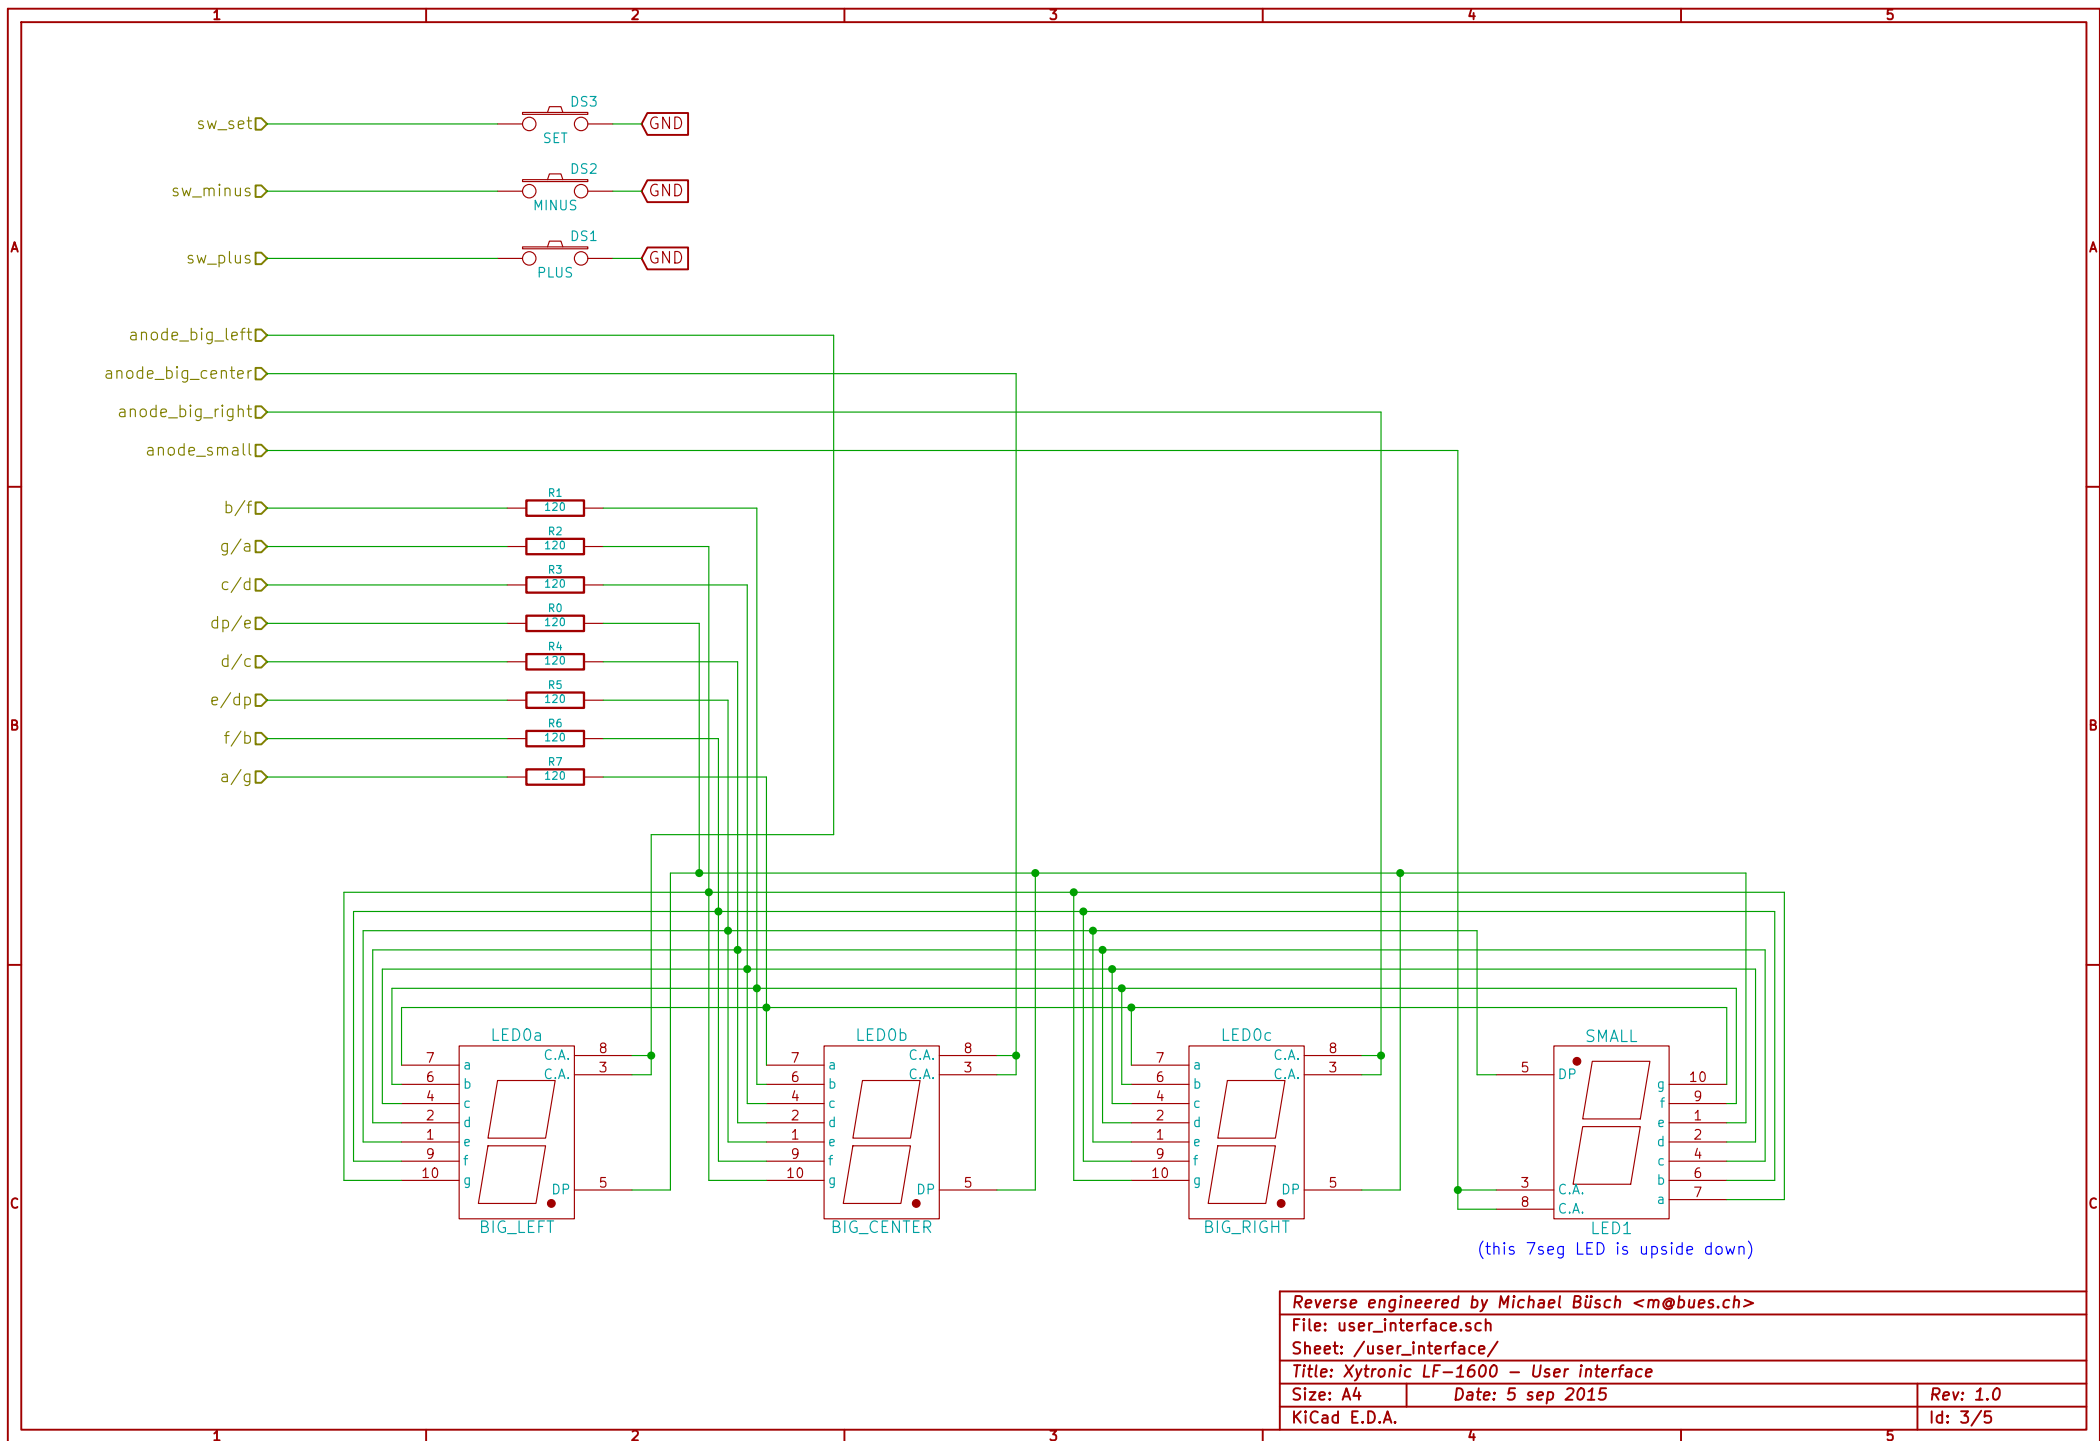 1 2 3 4 5
A A
B B
C C
sw_set
DS3
SET
GND
sw_minus
DS2
MINUS
GND
sw_plus
DS1
PLUS
GND
anode_big_left
anode_big_center
anode_big_right
anode_small
b/f R1 120
g/a R2 120
c/d R3 120
dp/e R0 120
d/c R4 120
e/dp R5 120
f/b R6 120
a/g R7 120
LED0a
7 a
6 b
4 c
2 d
1 e
9 f
10 g
C.A. 8
C.A. 3
DP 5
BIG_LEFT
LED0b
7 a
6 b
4 c
2 d
1 e
9 f
10 g
C.A. 8
C.A. 3
DP 5
BIG_CENTER
LED0c
7 a
6 b
4 c
2 d
1 e
9 f
10 g
C.A. 8
C.A. 3
DP 5
BIG_RIGHT
SMALL
5 DP
3 C.A.
8 C.A.
g 10
f 9
e 1
d 2
c 4
b 6
a 7
LED1
(this 7seg LED is upside down)
Reverse engineered by Michael Büsch <m@bues.ch>
File: user_interface.sch
Sheet: /user_interface/
Title: Xytronic LF-1600 - User interface
Size: A4 Date: 5 sep 2015 Rev: 1.0
KiCad E.D.A. Id: 3/5
1 2 3 4 5